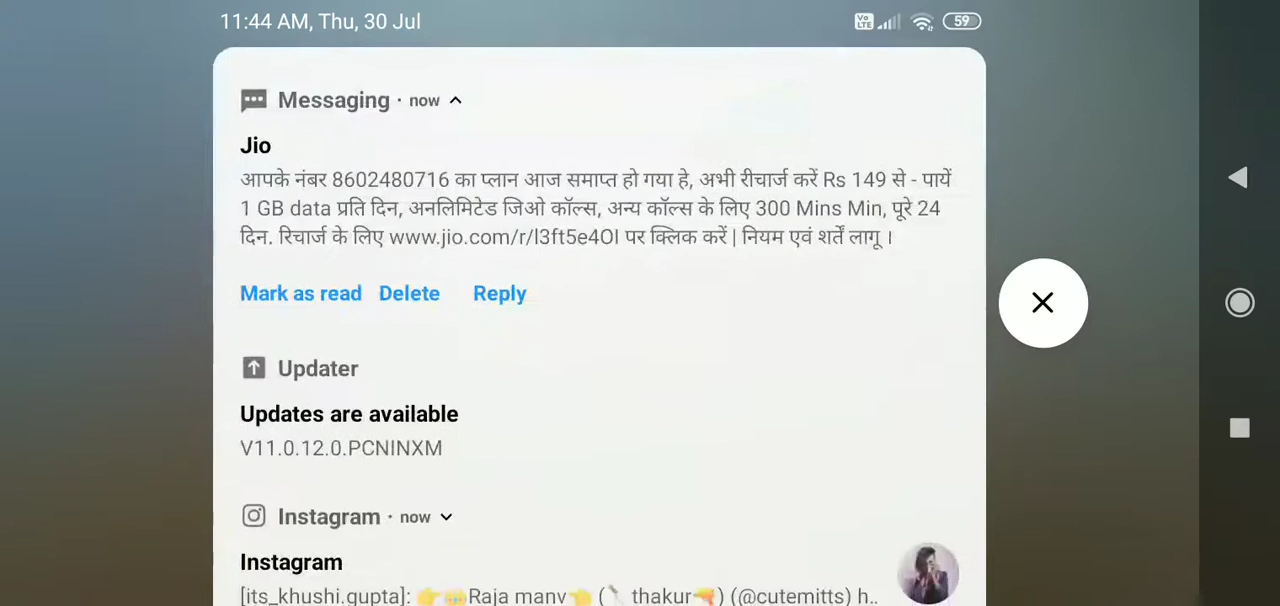 11:44 AM, Thu, 30 Jul
Vo LTE
59
Messaging · now
Jio
आपके नंबर 8602480716 का प्लान आज समाप्त हो गया हे, अभी रीचार्ज करें Rs 149 से - पायें
1 GB data प्रति दिन, अनलिमिटेड जिओ कॉल्स, अन्य कॉल्स के लिए 300 Mins Min, पूरे 24
दिन. रिचार्ज के लिए www.jio.com/r/l3ft5e4OI पर क्लिक करें | नियम एवं शर्तें लागू ।
Mark as read Delete Reply
Updater
Updates are available
V11.0.12.0.PCNINXM
Instagram · now
Instagram
[its_khushi.gupta]: 👉👑Raja manv👈 (🔪 thakur🔫) (@cutemitts) h..